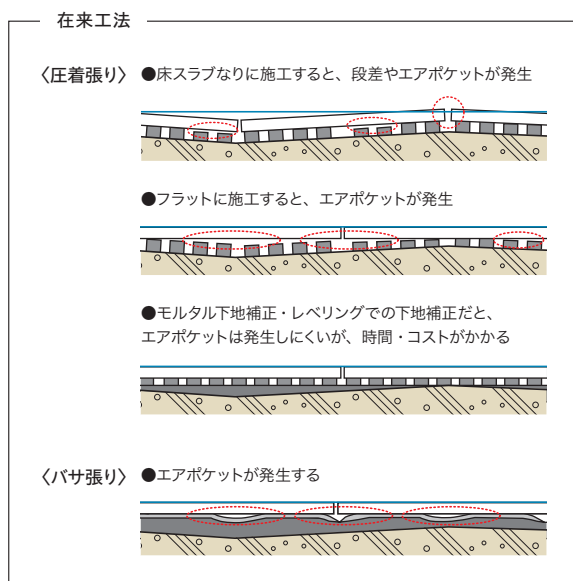 在来工法
〈圧着張り〉 ●床スラブなりに施工すると、段差やエアポケットが発生
●フラットに施工すると、エアポケットが発生
●モルタル下地補正・レベリングでの下地補正だと、
エアポケットは発生しにくいが、時間・コストがかかる
〈バサ張り〉 ●エアポケットが発生する